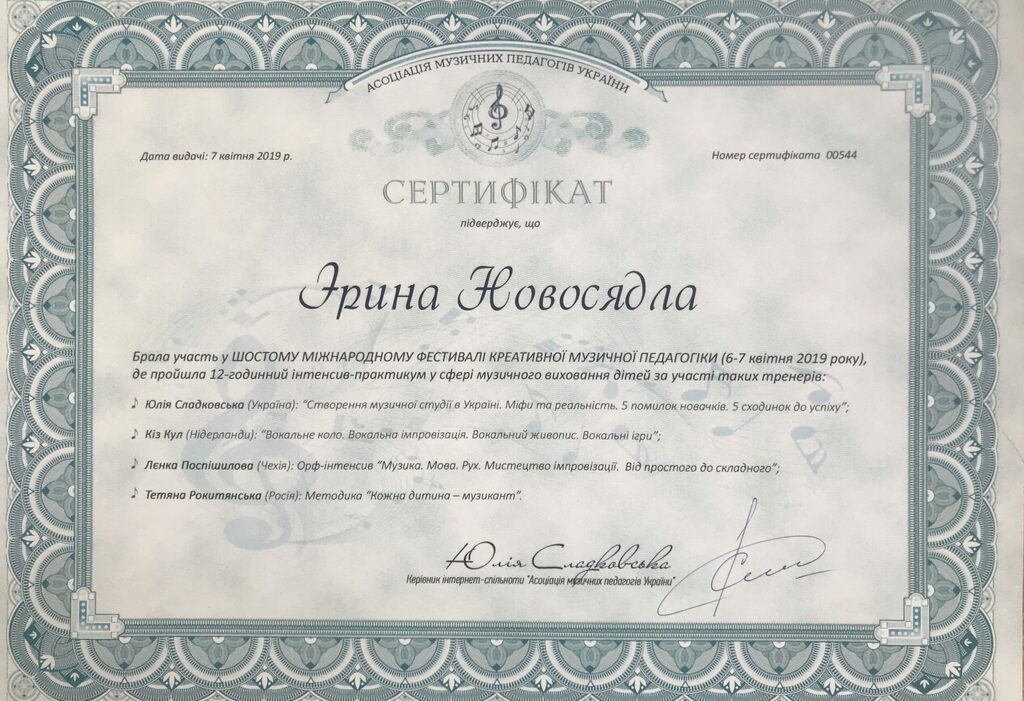 АСОЦІАЦІЯ МУЗИЧНИХ ПЕДАГОГІВ УКРАЇНИ
Дата видачі: 7 квітня 2019 р.
Номер сертифіката 00544
СЕРТИФІКАТ
підверджує, що
Ірина Новосядла
Брала участь у ШОСТОМУ МІЖНАРОДНОМУ ФЕСТИВАЛІ КРЕАТИВНОЇ МУЗИЧНОЇ ПЕДАГОГІКИ (6-7 квітня 2019 року),
де пройшла 12-годинний інтенсив-практикум у сфері музичного виховання дітей за участі таких тренерів:
♪ Юлія Сладковська (Україна): "Створення музичної студії в Україні. Міфи та реальність. 5 помилок новачків. 5 сходинок до успіху";
♪ Кіз Кул (Нідерланди): "Вокальне коло. Вокальна імпровізація. Вокальний живопис. Вокальні ігри";
♪ Лєнка Поспішилова (Чехія): Орф-інтенсив "Музика. Мова. Рух. Мистецтво імпровізації. Від простого до складного";
♪ Тетяна Рокитянська (Росія): Методика "Кожна дитина – музикант".
Юлія Сладковська
Керівник інтернет-спільноти "Асоціація музичних педагогів України"